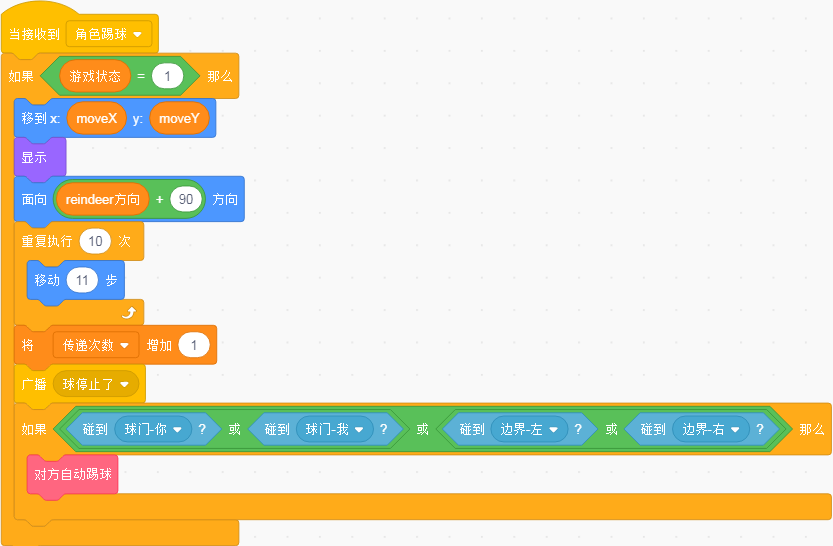 当接收到 角色踢球
如果 游戏状态 = 1 那么
移到 x: moveX y: moveY
显示
面向 reindeer方向 + 90 方向
重复执行 10 次
移动 11 步
将 传递次数 增加 1
广播 球停止了
如果 碰到 球门-你 ? 或 碰到 球门-我 ? 或 碰到 边界-左 ? 或 碰到 边界-右 ? 那么
对方自动踢球